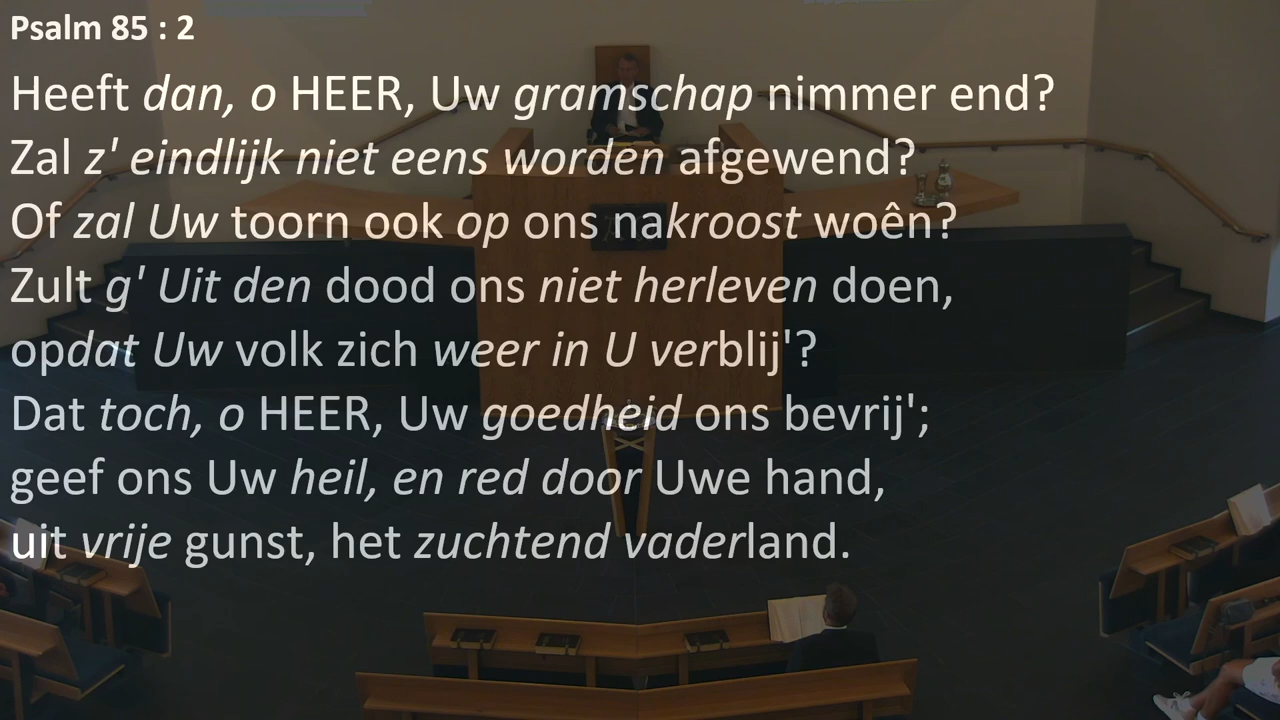 Psalm 85 : 2
Heeft dan, o HEER, Uw gramschap nimmer end?
Zal z' eindlijk niet eens worden afgewend?
Of zal Uw toorn ook op ons nakroost woên?
Zult g' Uit den dood ons niet herleven doen,
opdat Uw volk zich weer in U verblij'?
Dat toch, o HEER, Uw goedheid ons bevrij';
geef ons Uw heil, en red door Uwe hand,
uit vrije gunst, het zuchtend vaderland.